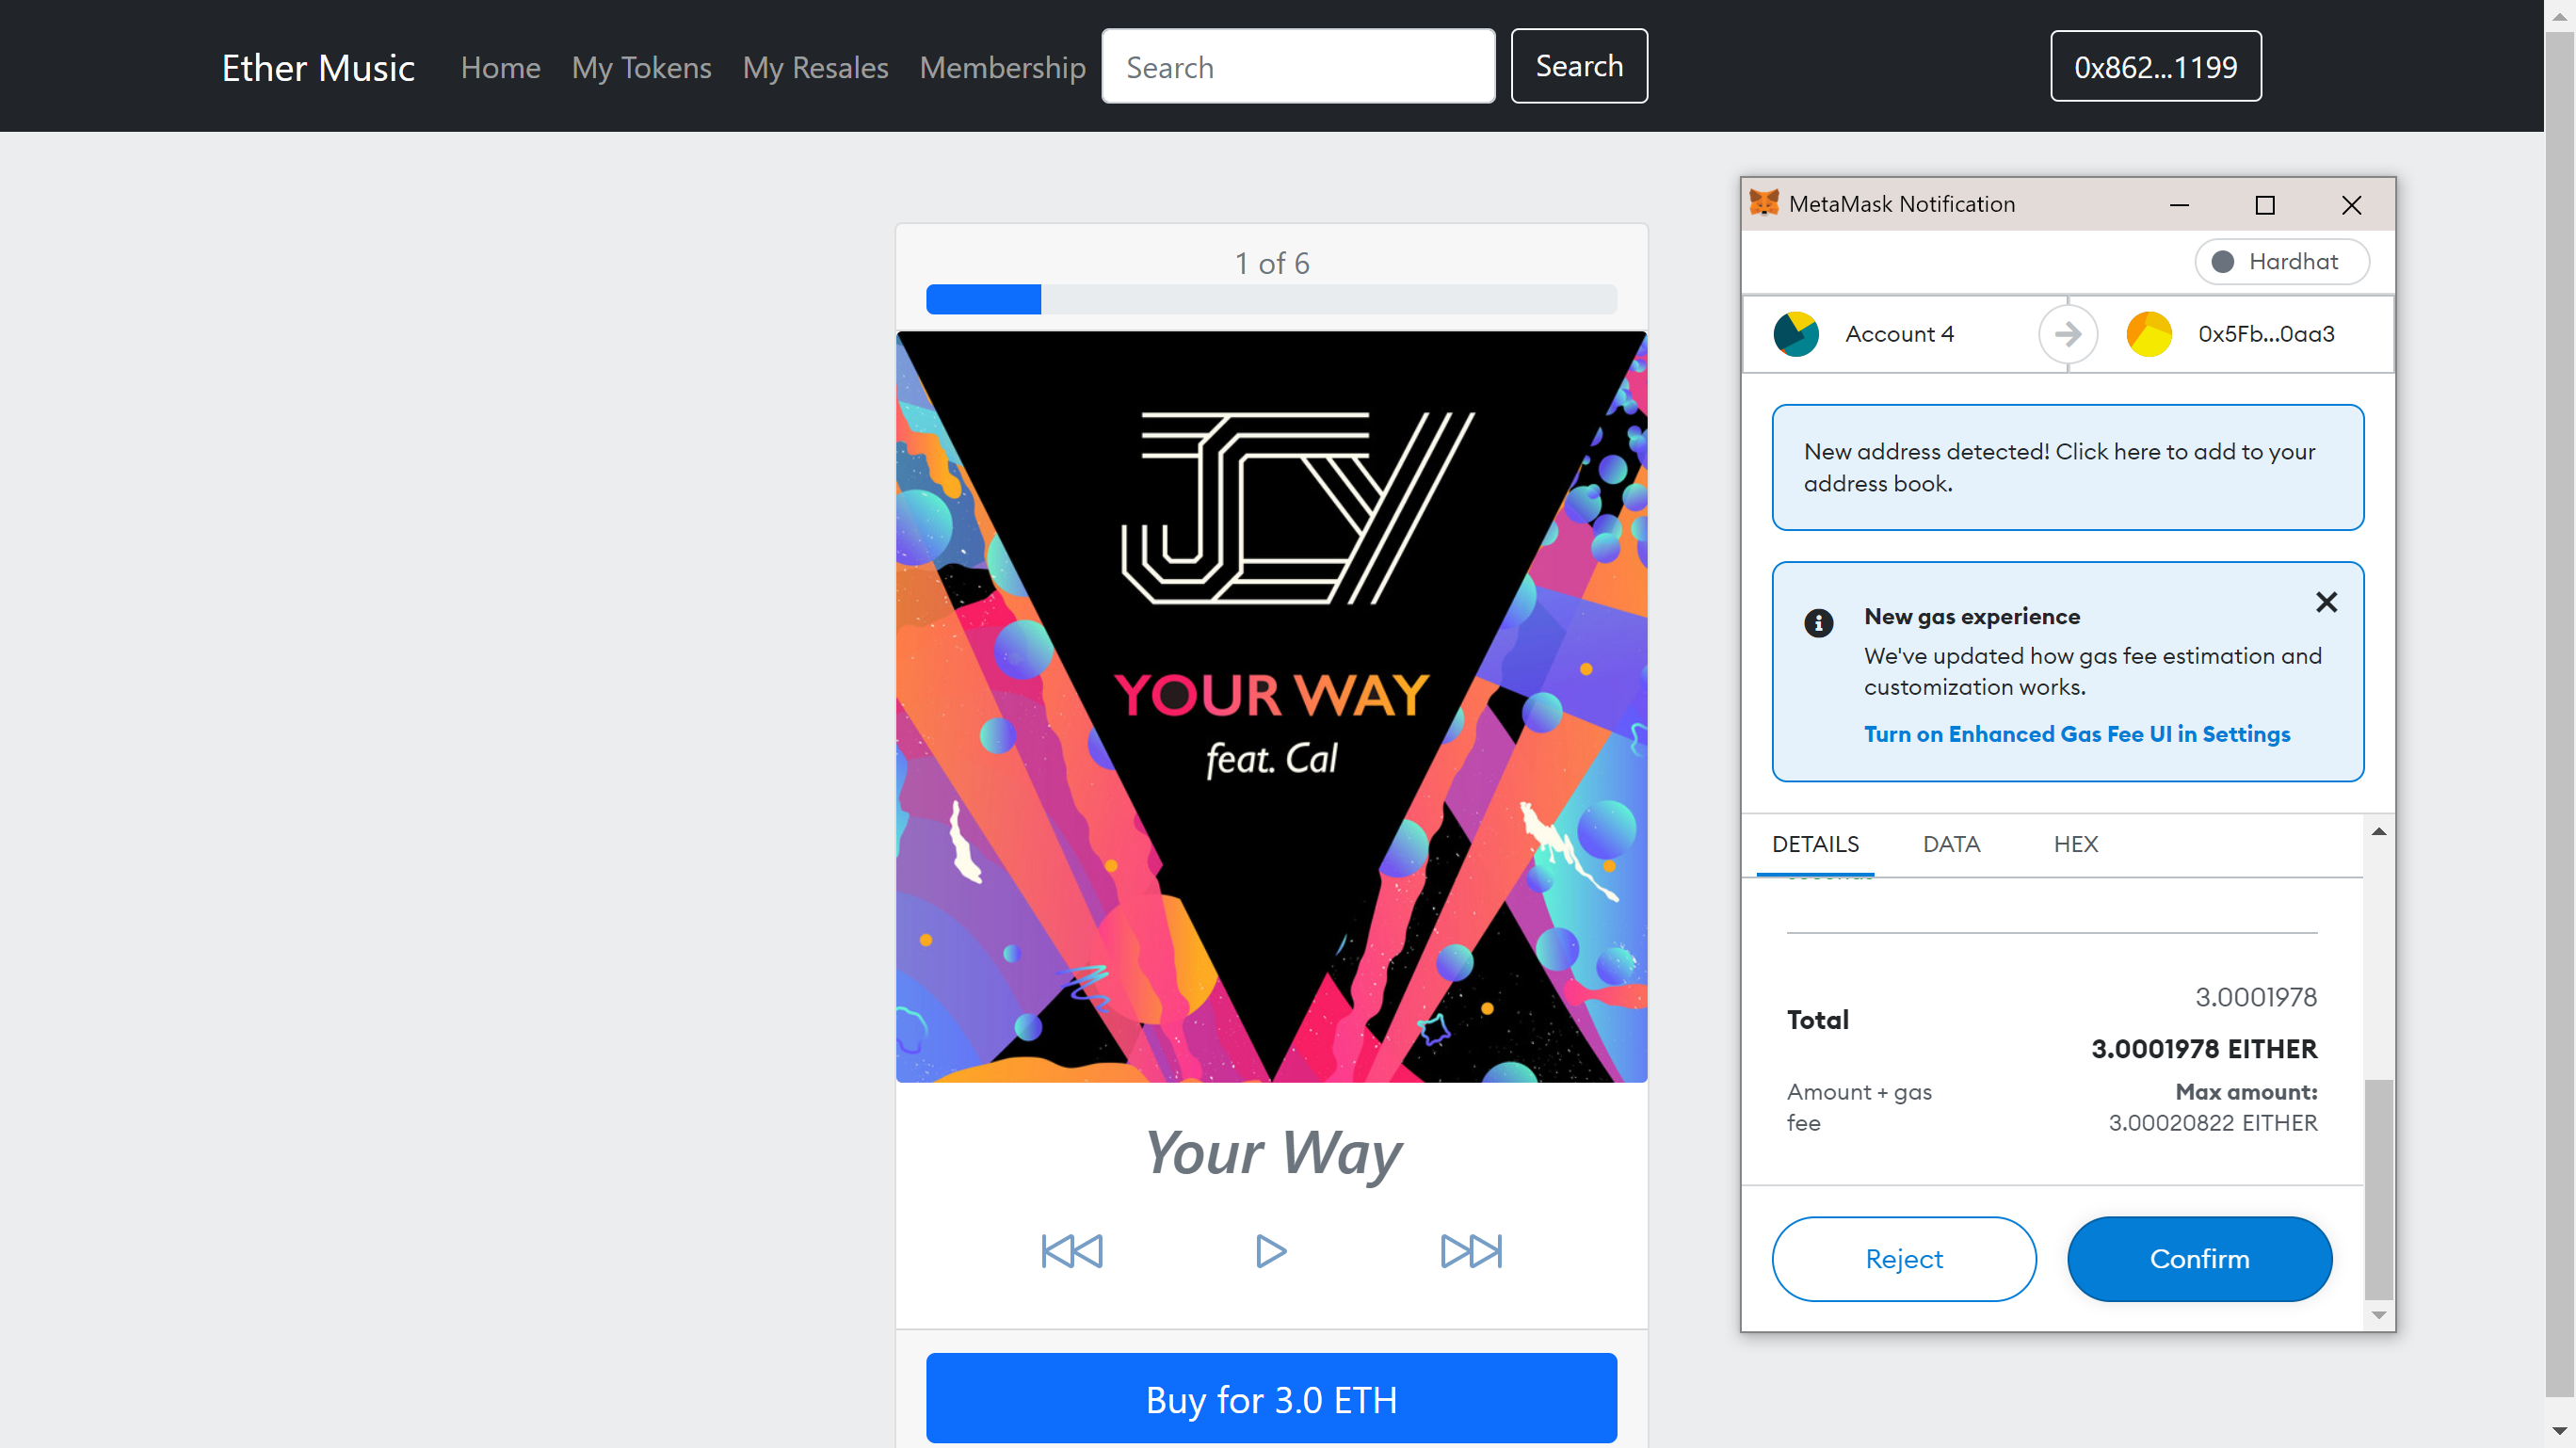 Ether Music Home My Tokens My Resales Membership Search Search 0x862...1199
1 of 6
JCY
YOUR WAY
feat. Cal
Your Way
Buy for 3.0 ETH
MetaMask Notification
Hardhat
Account 4 0x5Fb...0aa3
New address detected! Click here to add to your
address book.
New gas experience
We've updated how gas fee estimation and
customization works.
Turn on Enhanced Gas Fee UI in Settings
DETAILS DATA HEX
3.0001978
Total
3.0001978 EITHER
Amount + gas Max amount:
fee 3.00020822 EITHER
Reject Confirm